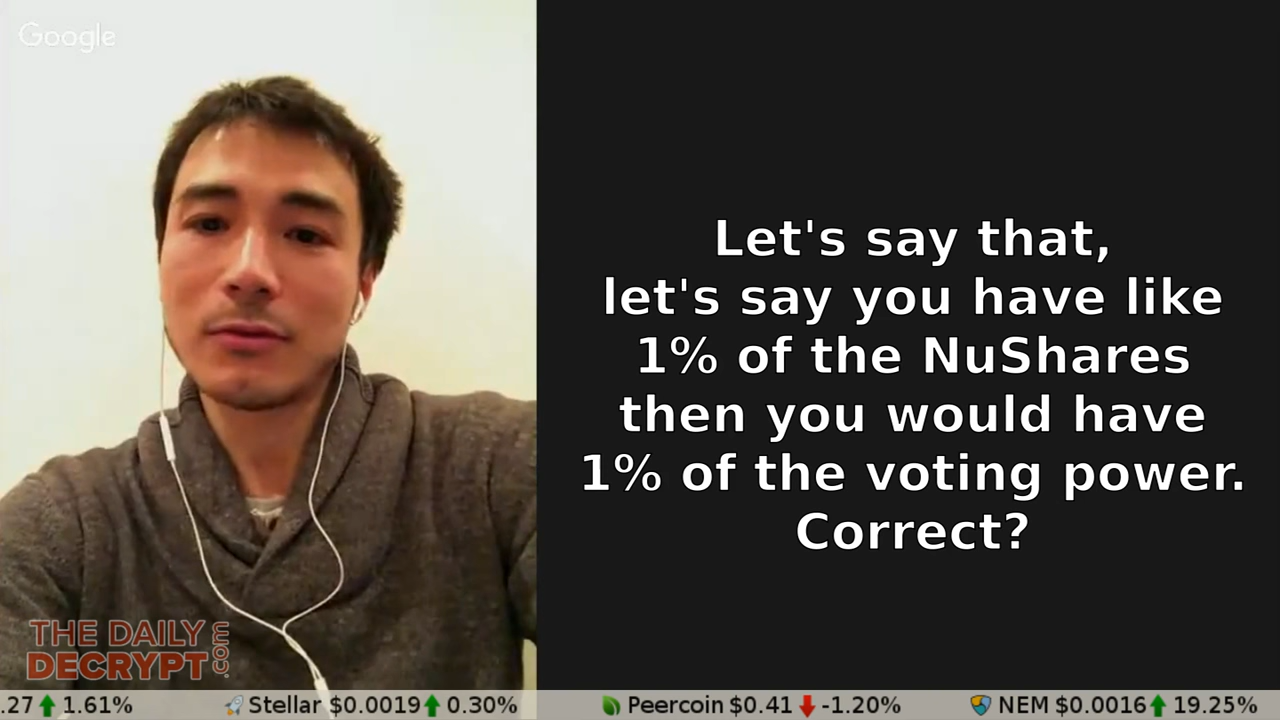 Google
Let's say that,
let's say you have like
1% of the NuShares
then you would have
1% of the voting power.
Correct?
THE DAILY
DECRYPT.com
.27 1.61% Stellar $0.0019 0.30% Peercoin $0.41 -1.20% NEM $0.0016 19.25%